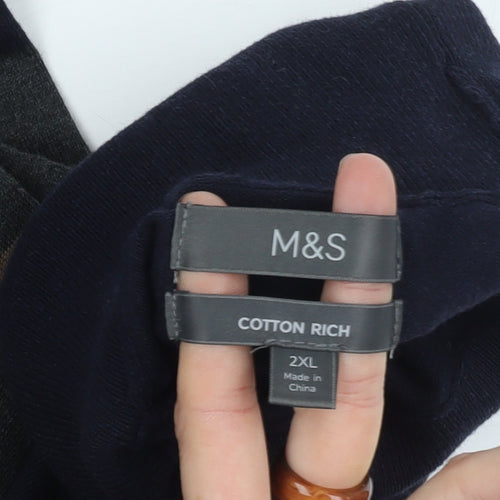 M&S
COTTON RICH
2XL
Made in
China